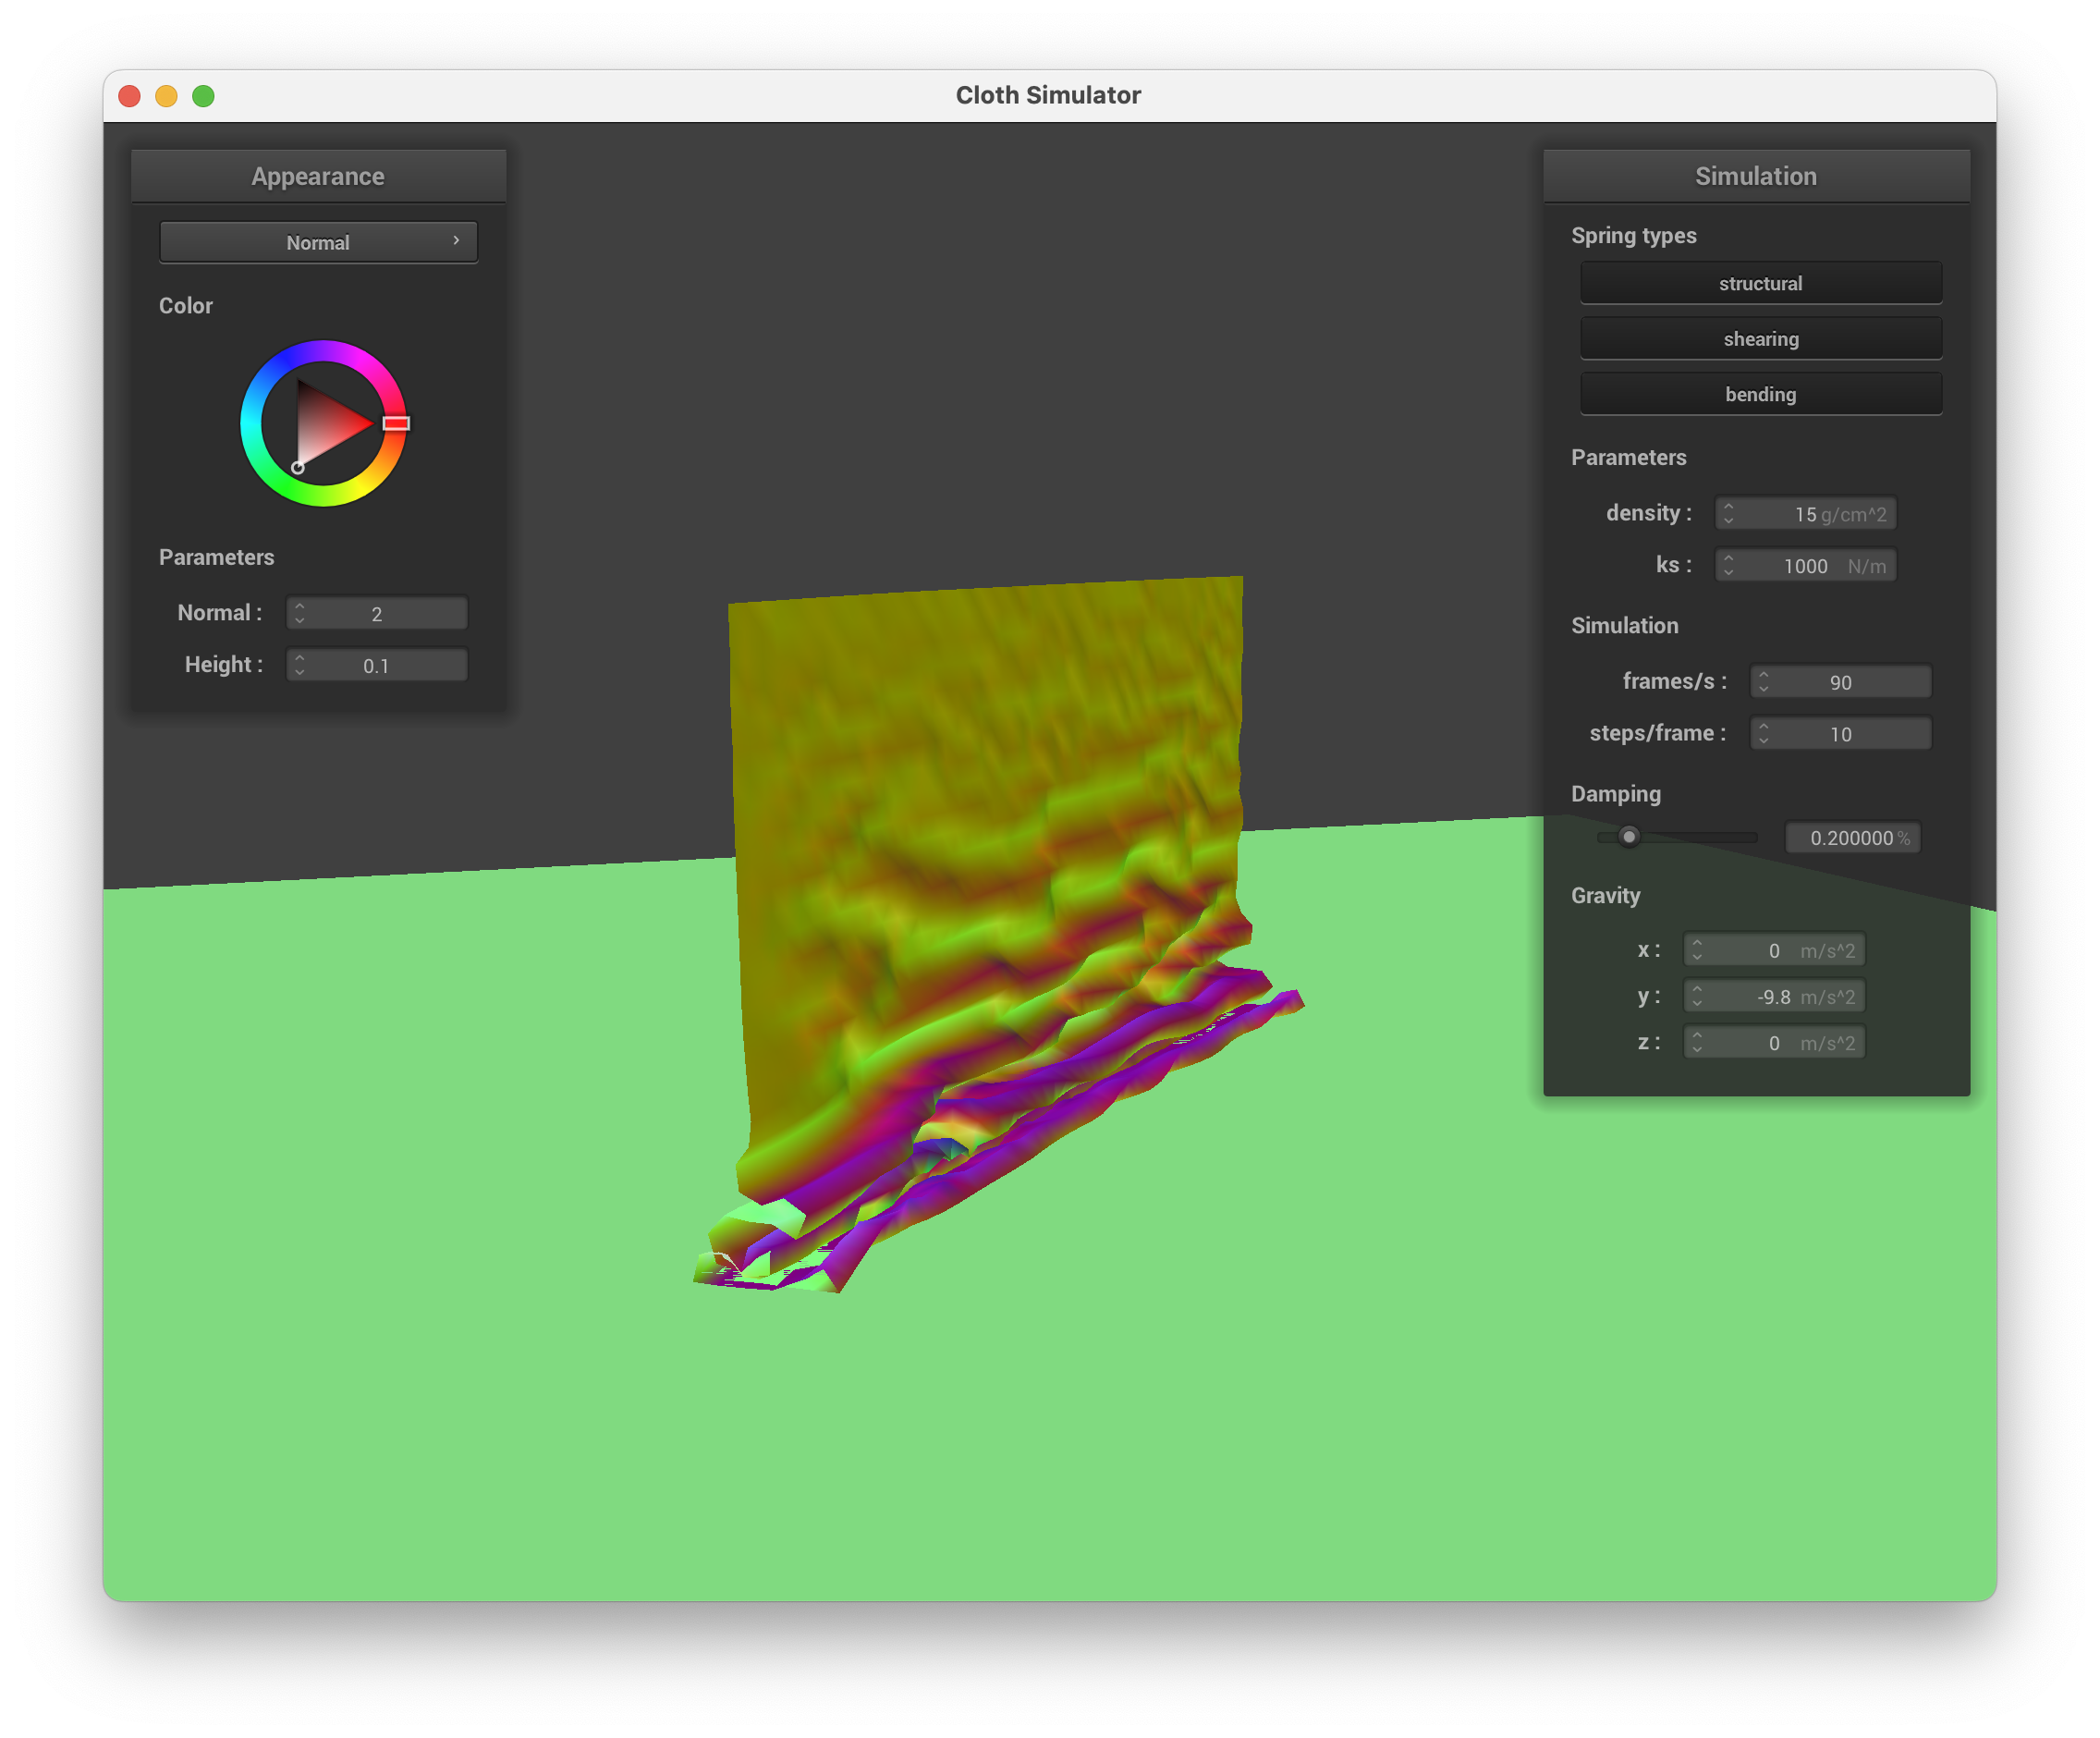 Cloth Simulator
Appearance
Normal
Color
Parameters
Normal : 2
Height : 0.1
Simulation
Spring types
structural
shearing
bending
Parameters
density : 15 g/cm^2
ks : 1000 N/m
Simulation
frames/s : 90
steps/frame : 10
Damping
0.200000 %
Gravity
x : 0 m/s^2
y : -9.8 m/s^2
z : 0 m/s^2